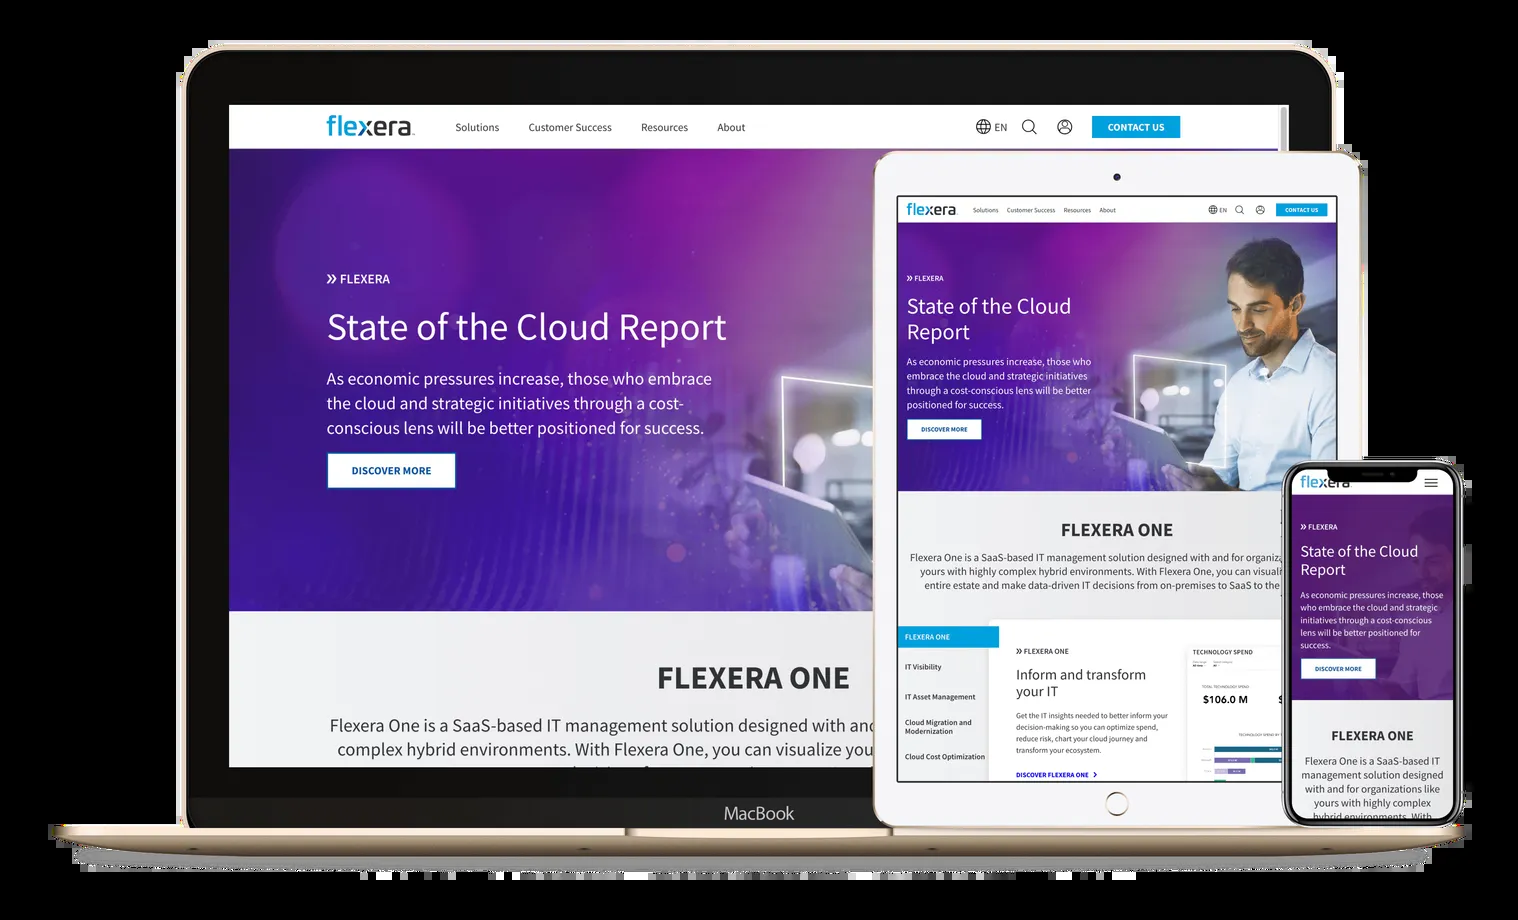 flexera
Solutions
Customer Success
Resources
About
EN
CONTACT US
FLEXERA
State of the Cloud Report
As economic pressures increase, those who embrace
the cloud and strategic initiatives through a cost-
conscious lens will be better positioned for success.
DISCOVER MORE
FLEXERA ONE
Flexera One is a SaaS-based IT management solution designed with and
complex hybrid environments. With Flexera One, you can visualize you
MacBook
flexera
Solutions
Customer Success
Resources
About
EN
CONTACT US
FLEXERA
State of the Cloud
Report
As economic pressures increase, those who
embrace the cloud and strategic initiatives
through a cost-conscious lens will be better
positioned for success.
DISCOVER MORE
FLEXERA ONE
Flexera One is a SaaS-based IT management solution designed with and for
yours with highly complex hybrid environments. With Flexera One, you can
entire estate and make data-driven IT decisions from on-premises to SaaS to the
FLEXERA ONE
IT Visibility
IT Asset Management
Cloud Migration and
Modernization
Cloud Cost Optimization
FLEXERA ONE
Inform and transform
your IT
Get the IT insights needed to better inform your
decision-making so you can optimize spend,
reduce risk, chart your cloud journey and
transform your ecosystem.
DISCOVER FLEXERA ONE
TECHNOLOGY SPEND
TOTAL TECHNOLOGY SPEND
$106.0 M
flexera
FLEXERA
State of the Cloud
Report
As economic pressures increase, those
who embrace the cloud and strategic
initiatives through a cost-conscious
lens will be better positioned for
success.
DISCOVER MORE
FLEXERA ONE
Flexera One is a SaaS-based IT
management solution designed
with and for organizations like
yours with highly complex
hybrid environments. With